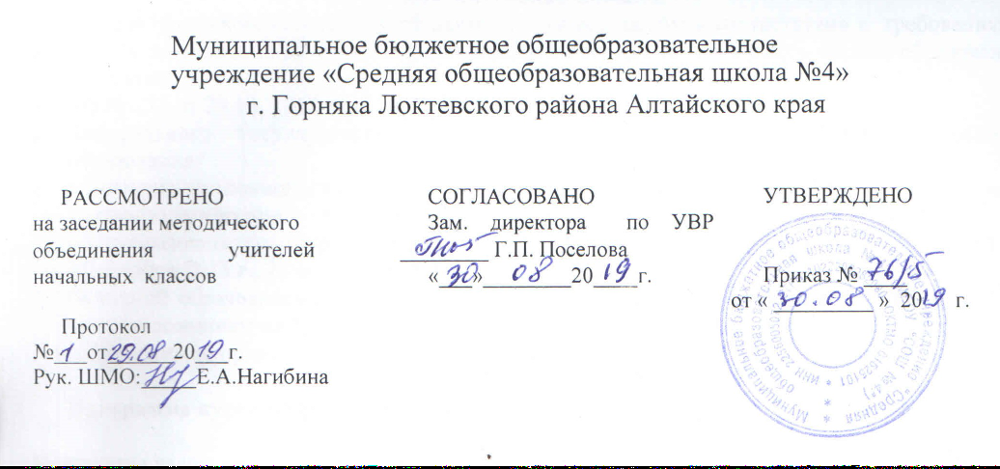 Муниципальное бюджетное общеобразовательное
учреждение «Средняя общеобразовательная школа №4»
г. Горняка Локтевского района Алтайского края
РАССМОТРЕНО
на заседании методического
объединения учителей
начальных классов
Протокол
№ 1 от 29.08 2019 г.
Рук. ШМО: Е.А.Нагибина
СОГЛАСОВАНО
Зам. директора по УВР
Г.П. Поселова
«30» 08 2019 г.
УТВЕРЖДЕНО
Приказ № 76/5
от « 30.08 » 2019 г.